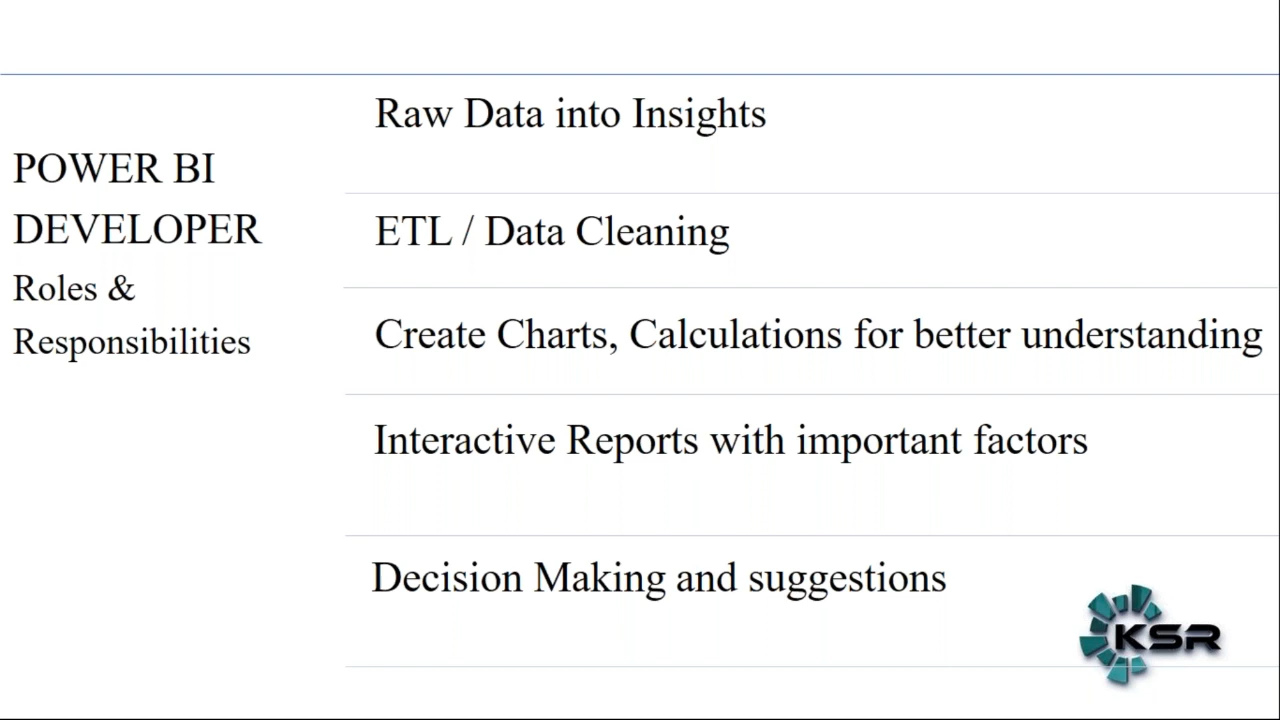 POWER BI
DEVELOPER
Roles &
Responsibilities
Raw Data into Insights
ETL / Data Cleaning
Create Charts, Calculations for better understanding
Interactive Reports with important factors
Decision Making and suggestions
KSR